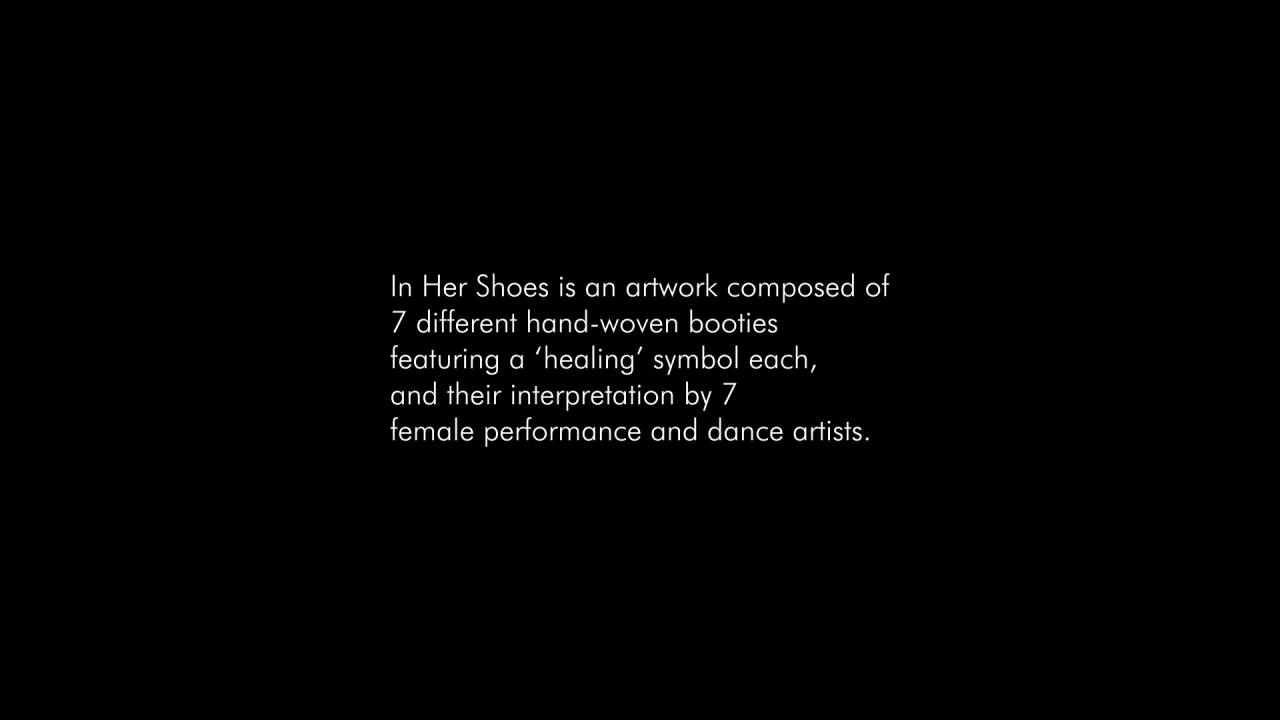 In Her Shoes is an artwork composed of
7 different hand-woven booties
featuring a ‘healing’ symbol each,
and their interpretation by 7
female performance and dance artists.